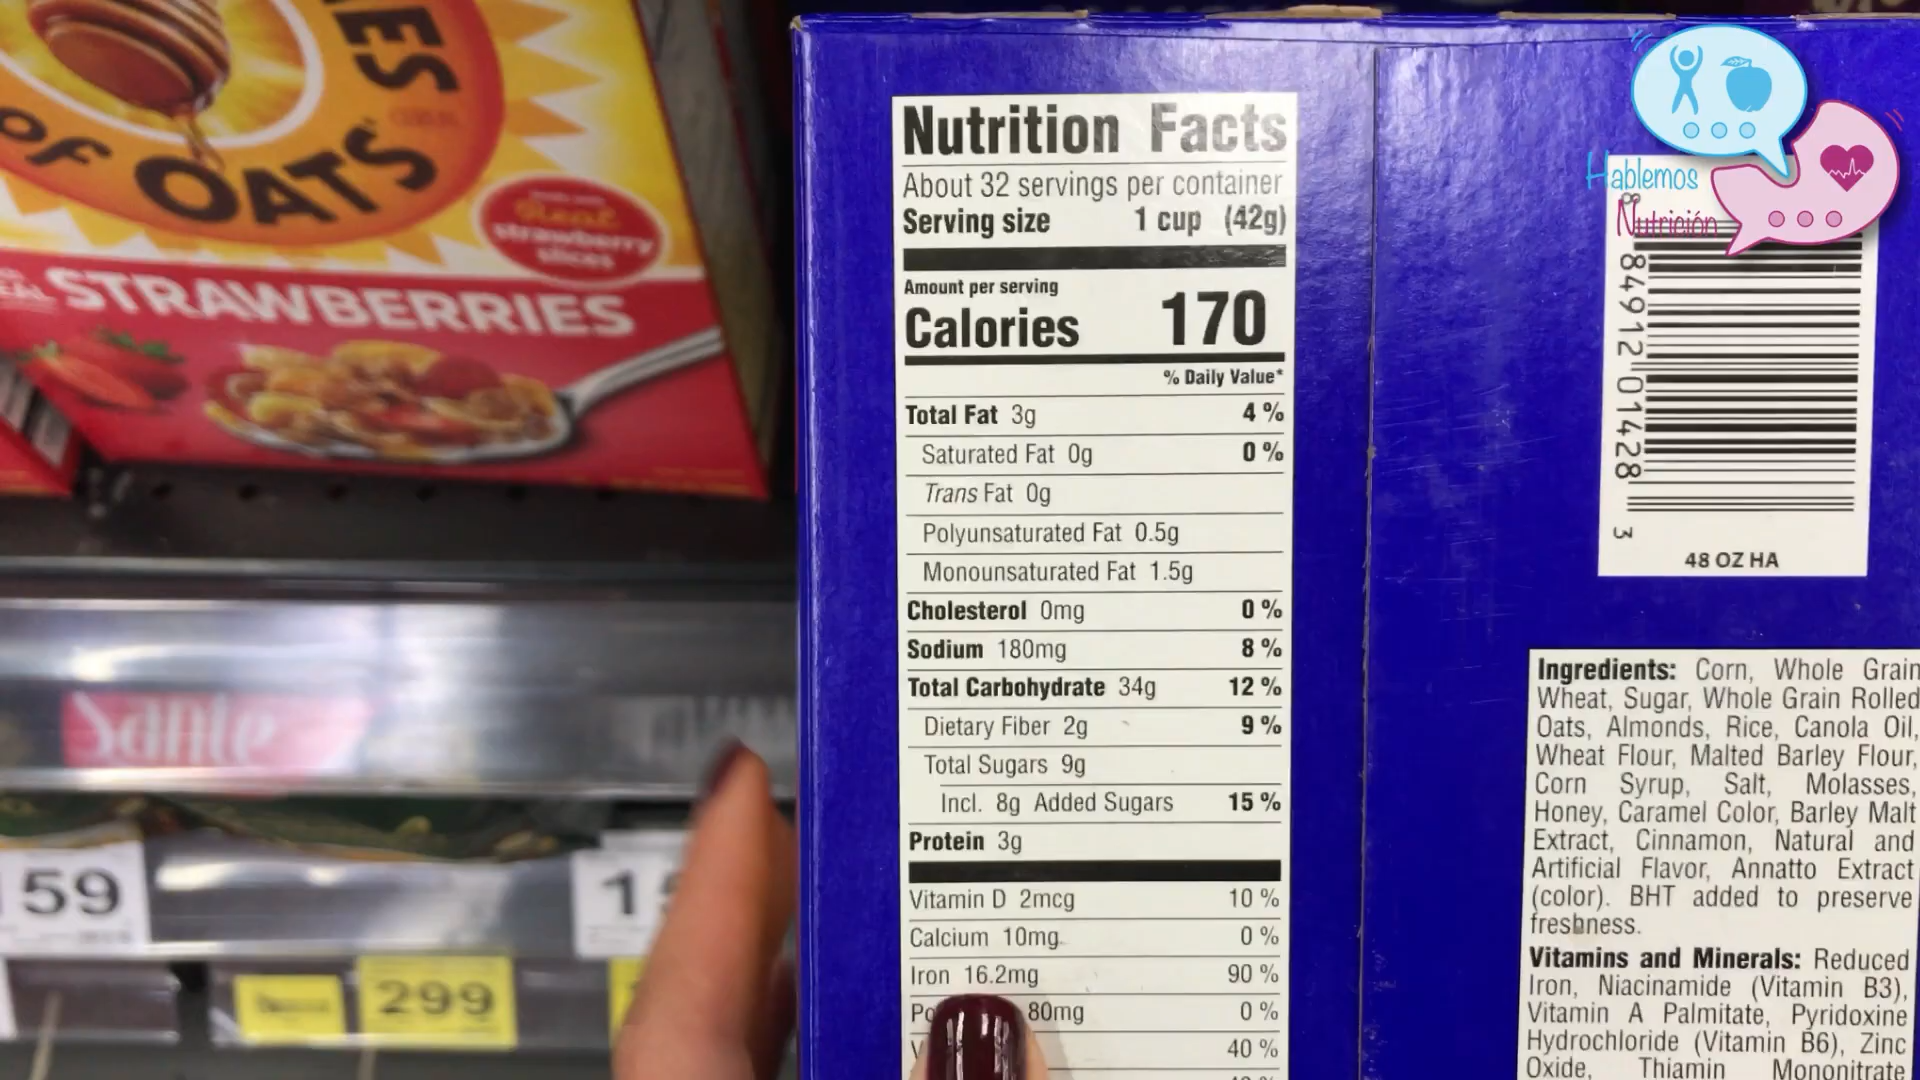 ES
OF OATS
Real
strawberry
slices
STRAWBERRIES
Sante
159
299
Nutrition Facts
About 32 servings per container
Serving size 1 cup (42g)
Amount per serving
Calories 170
% Daily Value*
Total Fat 3g 4 %
Saturated Fat 0g 0 %
Trans Fat 0g
Polyunsaturated Fat 0.5g
Monounsaturated Fat 1.5g
Cholesterol 0mg 0 %
Sodium 180mg 8 %
Total Carbohydrate 34g 12 %
Dietary Fiber 2g 9 %
Total Sugars 9g
Incl. 8g Added Sugars 15 %
Protein 3g
Vitamin D 2mcg 10 %
Calcium 10mg 0 %
Iron 16.2mg 90 %
80mg 0 %
40 %
Hablemos
Nutrición
8 84912 01428 3
48 OZ HA
Ingredients: Corn, Whole Grain
Wheat, Sugar, Whole Grain Rolled
Oats, Almonds, Rice, Canola Oil,
Wheat Flour, Malted Barley Flour,
Corn Syrup, Salt, Molasses,
Honey, Caramel Color, Barley Malt
Extract, Cinnamon, Natural and
Artificial Flavor, Annatto Extract
(color). BHT added to preserve
freshness.
Vitamins and Minerals: Reduced
Iron, Niacinamide (Vitamin B3),
Vitamin A Palmitate, Pyridoxine
Hydrochloride (Vitamin B6), Zinc
Oxide, Thiamin Mononitrate